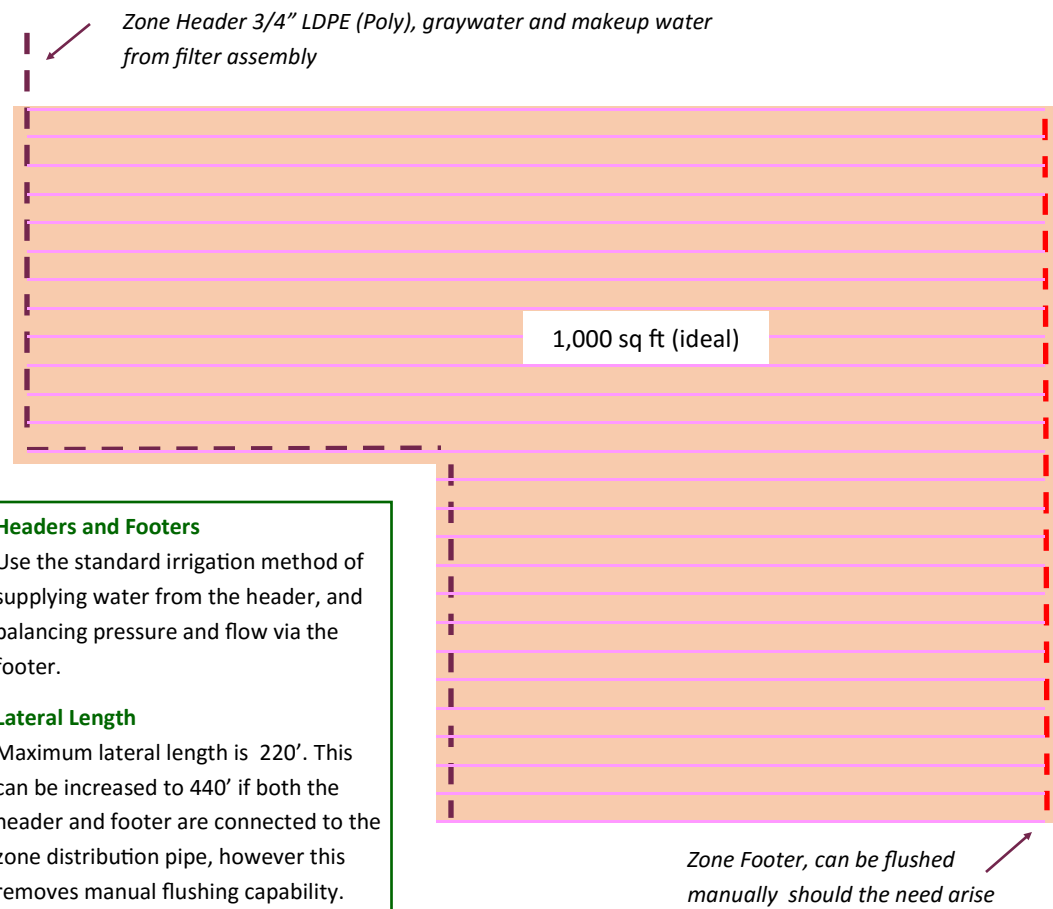 Zone Header 3/4” LDPE (Poly), graywater and makeup water
from filter assembly
1,000 sq ft (ideal)
Headers and Footers
Use the standard irrigation method of
supplying water from the header, and
balancing pressure and flow via the
footer.
Lateral Length
Maximum lateral length is 220’. This
can be increased to 440’ if both the
header and footer are connected to the
zone distribution pipe, however this
removes manual flushing capability.
Zone Footer, can be flushed
manually should the need arise